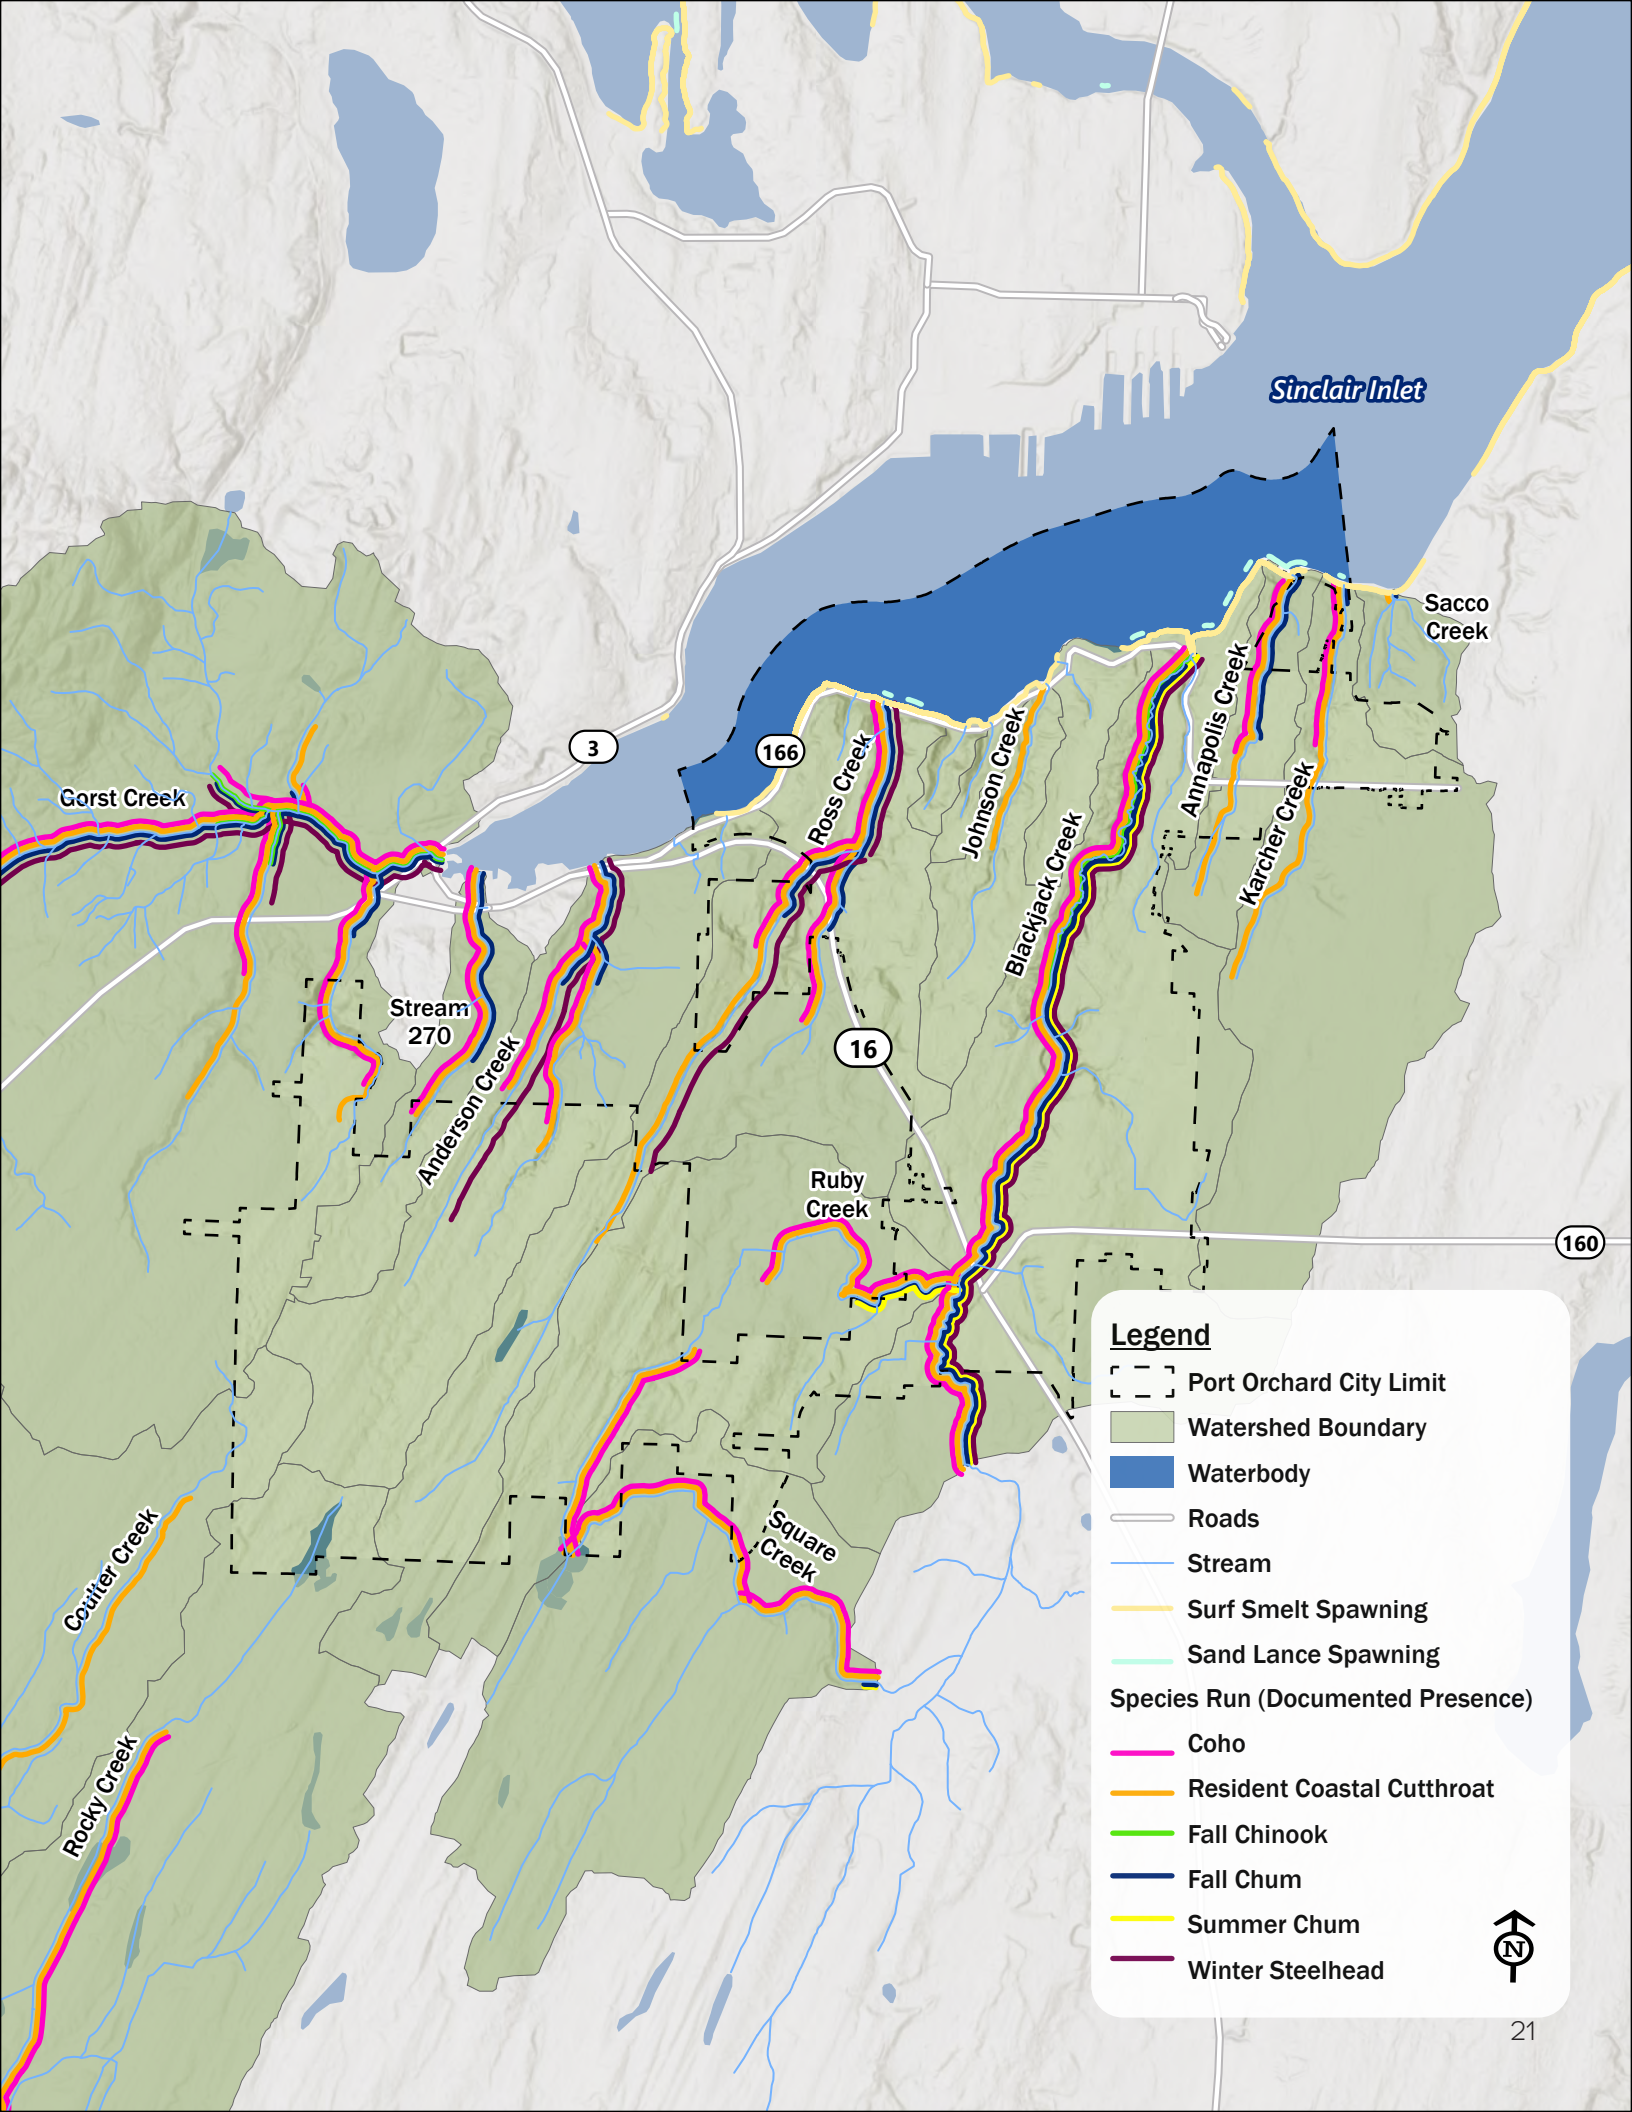 Sinclair Inlet
Sacco
Creek
Annapolis Creek
3
166
Ross Creek
Johnson Creek
Karcher Creek
Gorst Creek
Blackjack Creek
Stream
270
16
Anderson Creek
Ruby
Creek
160
Square
Creek
Coulter Creek
Rocky Creek
Legend
Port Orchard City Limit
Watershed Boundary
Waterbody
Roads
Stream
Surf Smelt Spawning
Sand Lance Spawning
Species Run (Documented Presence)
Coho
Resident Coastal Cutthroat
Fall Chinook
Fall Chum
Summer Chum
Winter Steelhead
N
21